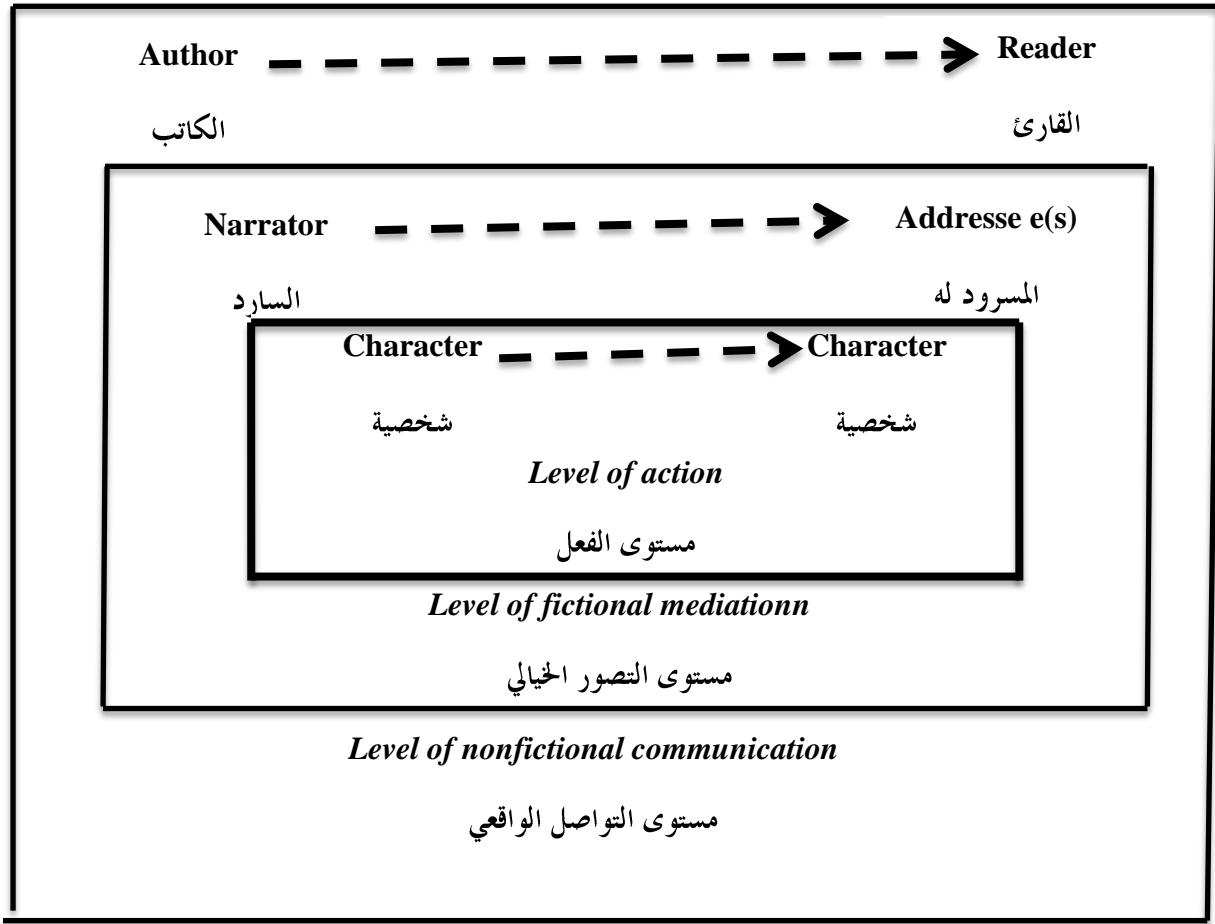 Author Reader
الكاتب القارئ
Narrator Addresse e(s)
السارد المسرود له
Character Character
شخصية شخصية
Level of action
مستوى الفعل
Level of fictional mediationn
مستوى التصور الخيالي
Level of nonfictional communication
مستوى التواصل الواقعي